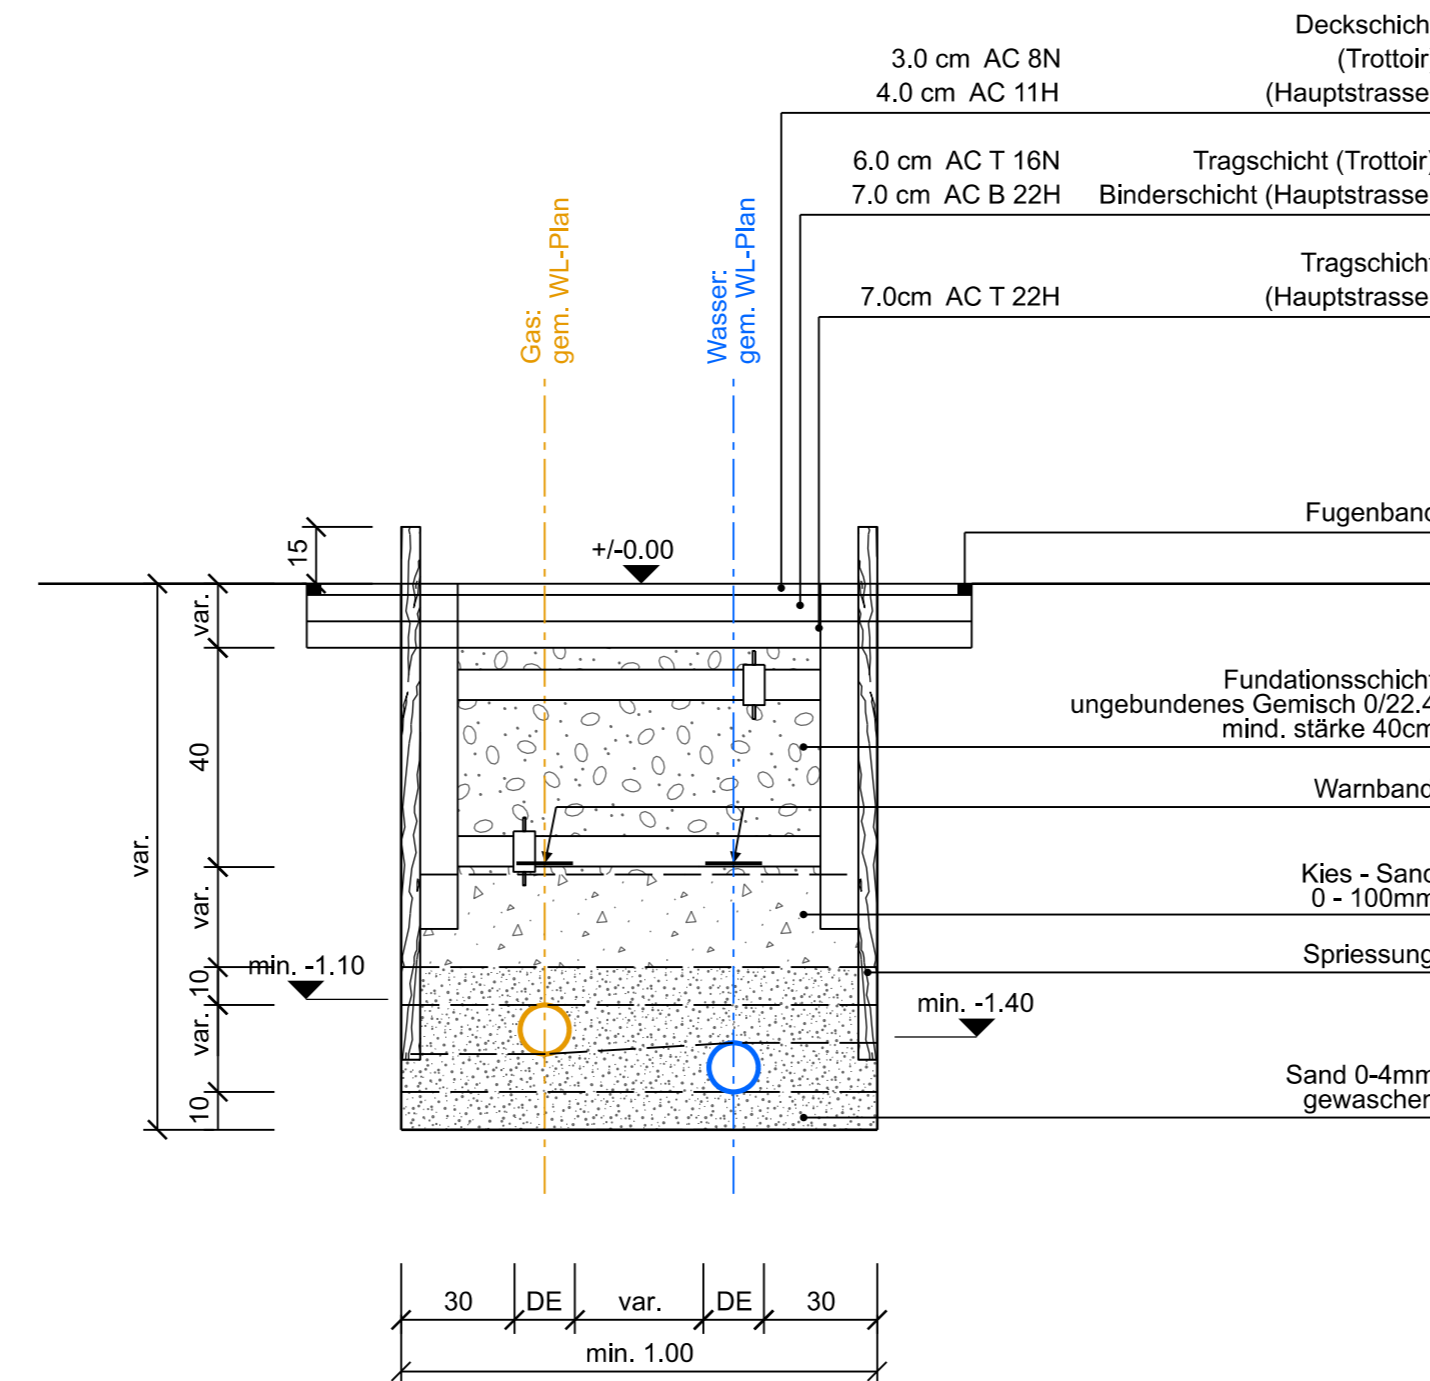 Deckschicht
3.0 cm AC 8N (Trottoir)
4.0 cm AC 11H (Hauptstrasse
6.0 cm AC T 16N Tragschicht (Trottoir)
7.0 cm AC B 22H Binderschicht (Hauptstrasse
Tragschicht
7.0cm AC T 22H (Hauptstrasse
Gas:
gem. WL-Plan
Wasser:
gem. WL-Plan
Fugenband
15
+/-0.00
var.
Fundationsschicht
ungebundenes Gemisch 0/22.4
mind. stärke 40cm
40
Warnband
var.
var.
Kies - Sand
0 - 100mm
Spriessung
10
min. -1.10
min. -1.40
var.
Sand 0-4mm
gewaschen
10
30 DE var. DE 30
min. 1.00